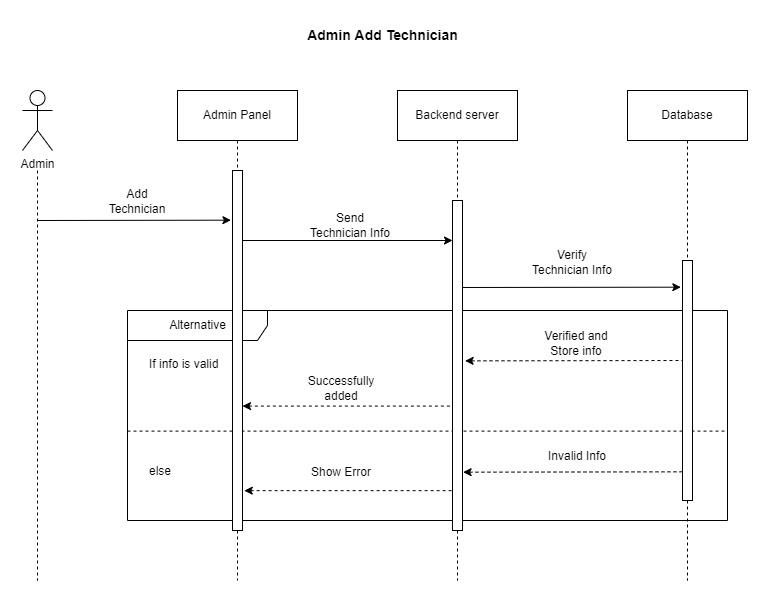 Admin Add Technician
Admin Panel
Backend server
Database
Admin
Add
Technician
Send
Technician Info
Verify
Technician Info
Alternative
Verified and
Store info
If info is valid
Successfully
added
Invalid Info
else
Show Error